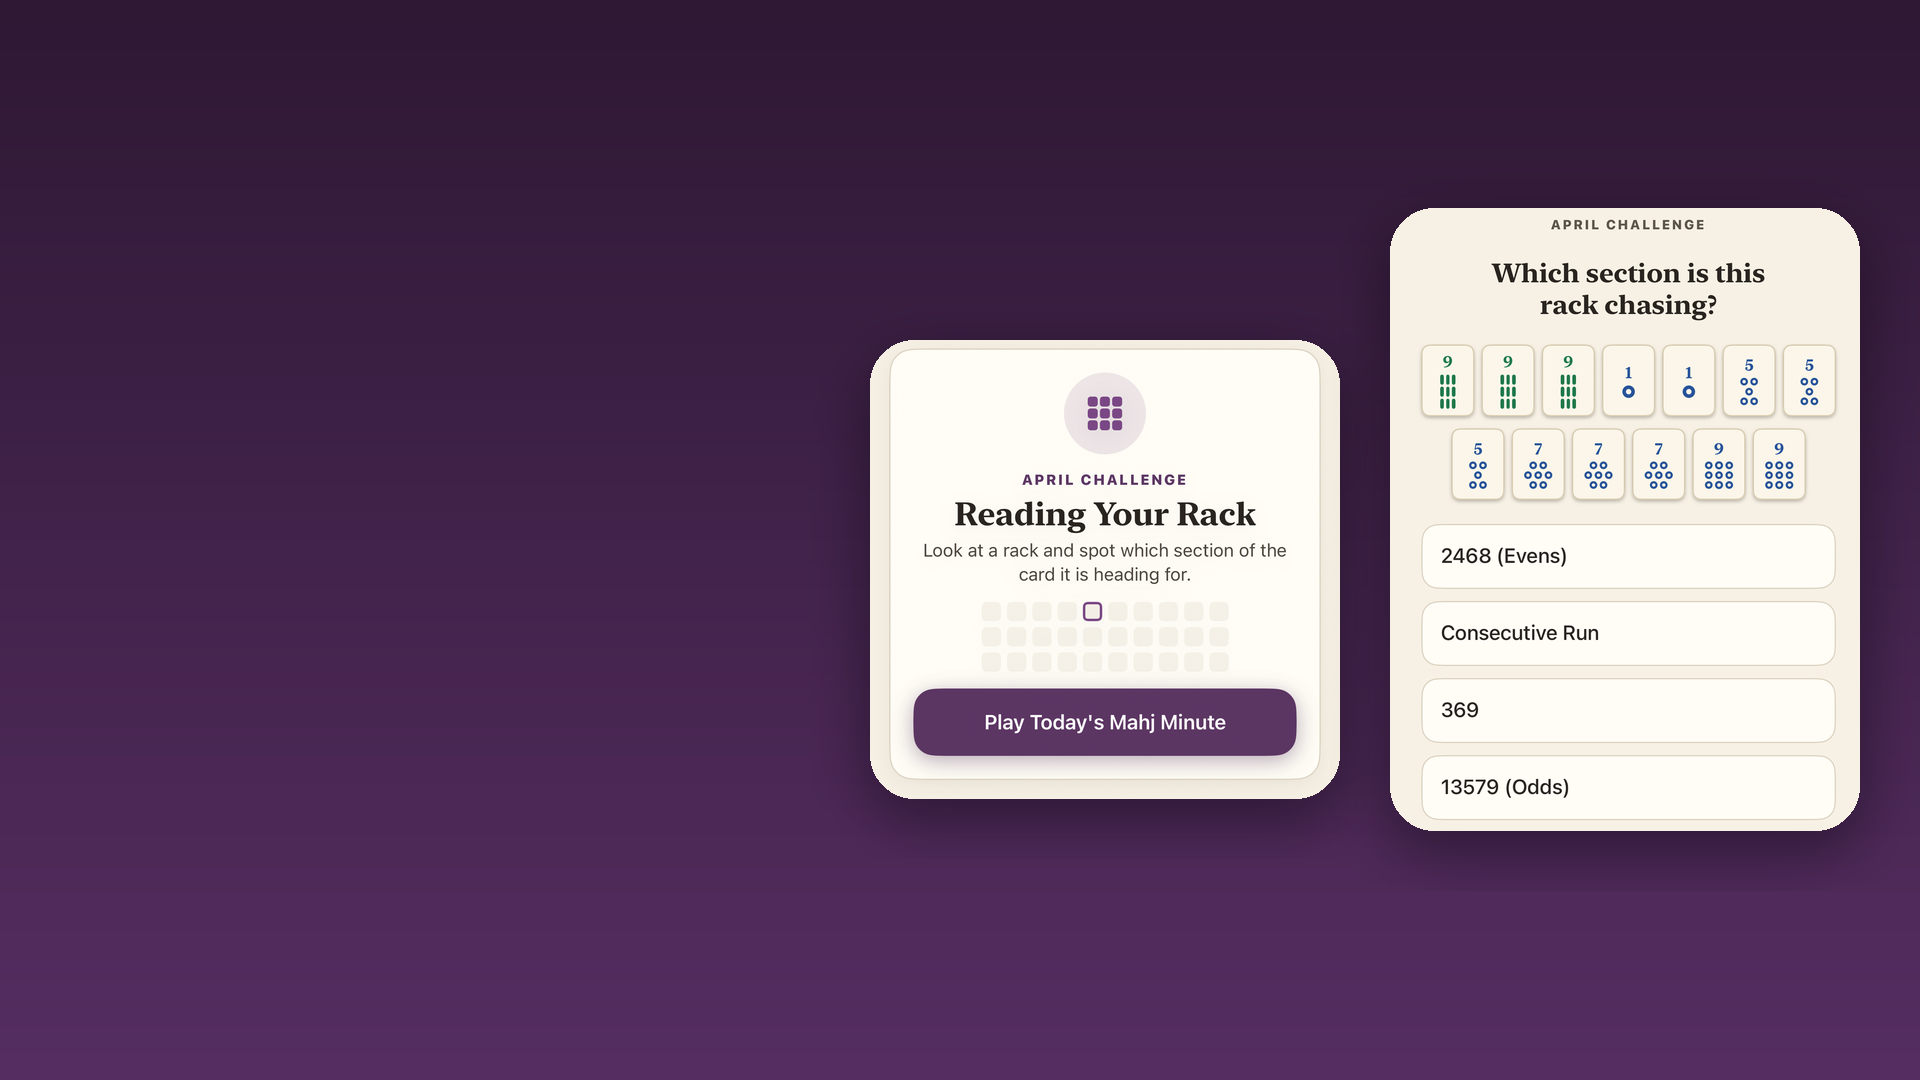 APRIL CHALLENGE
Reading Your Rack
Look at a rack and spot which section of the
card it is heading for.
Play Today's Mahj Minute
APRIL CHALLENGE
Which section is this
rack chasing?
9 9 9 1 1 5 5
5 7 7 7 9 9
2468 (Evens)
Consecutive Run
369
13579 (Odds)